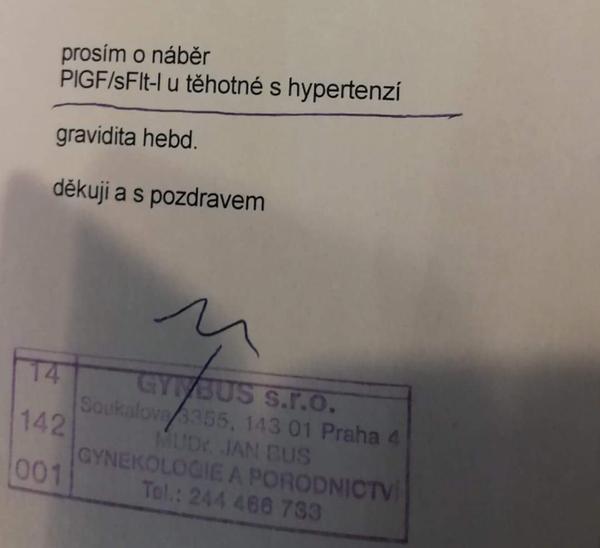 prosím o náběr
PlGF/sFlt-l u těhotné s hypertenzí
gravidita hebd.
děkuji a s pozdravem
14
142
001
GYNBUS s.r.o.
Soukalova 3355, 143 01 Praha 4
MUDr. JAN BUS
GYNEKOLOGIE A PORODNICTVÍ
Tel.: 244 466 733